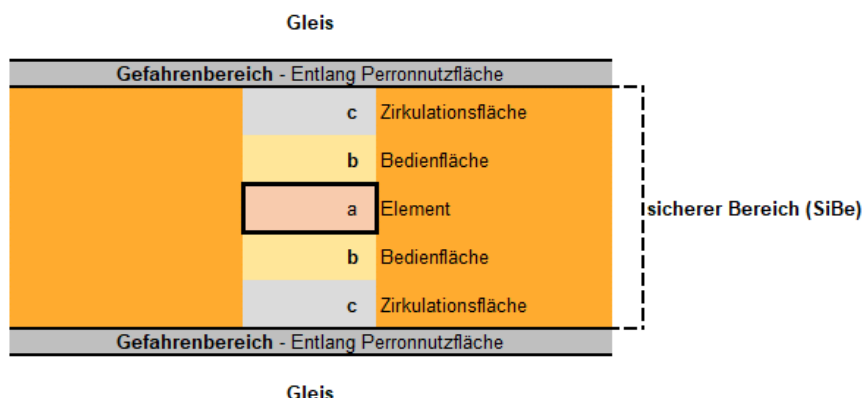 Gleis
Gefahrenbereich - Entlang Perronnutzfläche
c Zirkulationsfläche
b Bedienfläche
a Element
sicherer Bereich (SiBe)
b Bedienfläche
c Zirkulationsfläche
Gefahrenbereich - Entlang Perronnutzfläche
Gleis